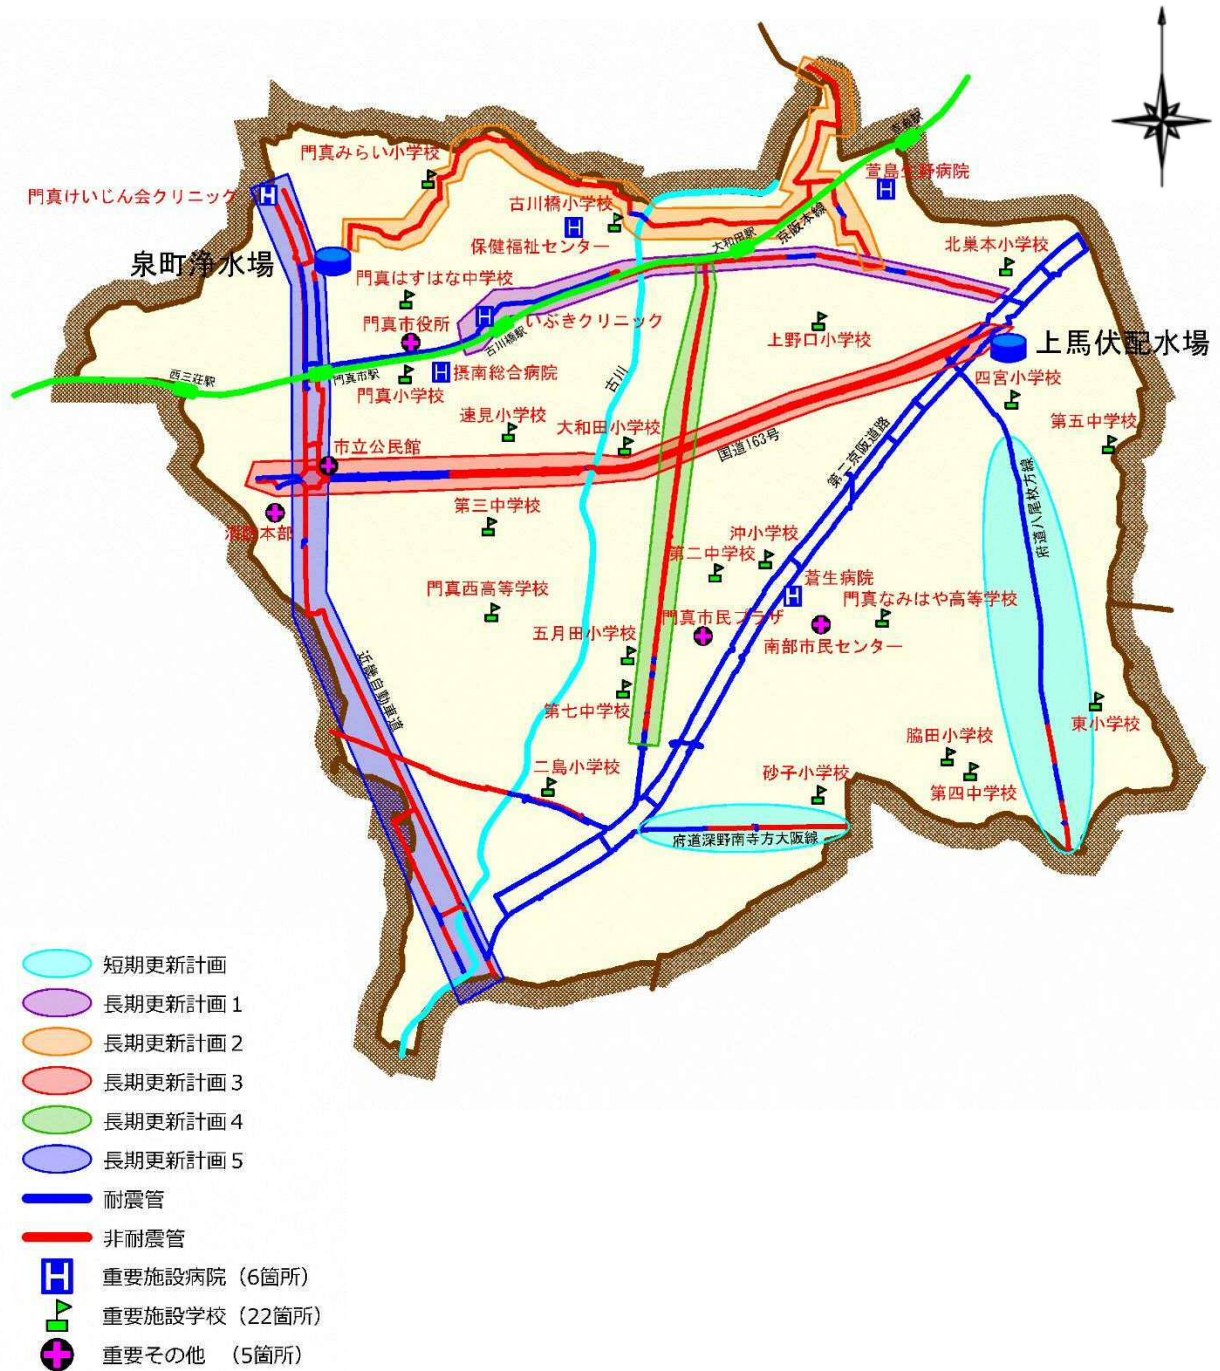 萱島駅
門真みらい小学校
萱島生野病院
門真けいじん会クリニック
古川橋小学校
保健福祉センター
大和田駅
京阪本線
北巣本小学校
泉町浄水場
門真はすはな中学校
門真市役所
いぶきクリニック
古川橋駅
上野口小学校
上馬伏配水場
西三荘駅
門真市駅
摂南総合病院
門真小学校
古川
四宮小学校
速見小学校
大和田小学校
国道163号
第二京阪道路
第五中学校
市立公民館
府道八尾枚方線
消防本部
第三中学校
沖小学校
第二中学校
蒼生病院
門真西高等学校
門真市民プラザ
門真なみはや高等学校
五月田小学校
南部市民センター
近畿自動車道
第七中学校
東小学校
脇田小学校
二島小学校
砂子小学校
第四中学校
府道深野南寺方大阪線
短期更新計画
長期更新計画1
長期更新計画2
長期更新計画3
長期更新計画4
長期更新計画5
耐震管
非耐震管
H 重要施設病院（6箇所）
重要施設学校（22箇所）
重要その他　（5箇所）